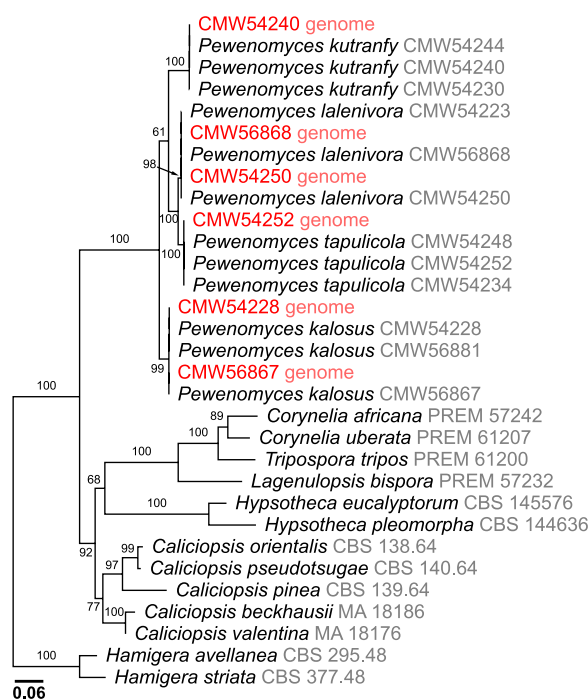 CMW54240 genome
Pewenomyces kutranfy CMW54244
100
Pewenomyces kutranfy CMW54240
Pewenomyces kutranfy CMW54230
Pewenomyces lalenivora CMW54223
61
CMW56868 genome
98
Pewenomyces lalenivora CMW56868
CMW54250 genome
Pewenomyces lalenivora CMW54250
100
CMW54252 genome
100
Pewenomyces tapulicola CMW54248
100
Pewenomyces tapulicola CMW54252
Pewenomyces tapulicola CMW54234
CMW54228 genome
Pewenomyces kalosus CMW54228
Pewenomyces kalosus CMW56881
99
CMW56867 genome
100
Pewenomyces kalosus CMW56867
89
Corynelia africana PREM 57242
100
Corynelia uberata PREM 61207
Tripospora tripos PREM 61200
68
Lagenulopsis bispora PREM 57232
100
Hypsotheca eucalyptorum CBS 145576
Hypsotheca pleomorpha CBS 144636
92
99
Caliciopsis orientalis CBS 138.64
97
Caliciopsis pseudotsugae CBS 140.64
Caliciopsis pinea CBS 139.64
77
100
Caliciopsis beckhausii MA 18186
Caliciopsis valentina MA 18176
100
Hamigera avellanea CBS 295.48
Hamigera striata CBS 377.48
0.06